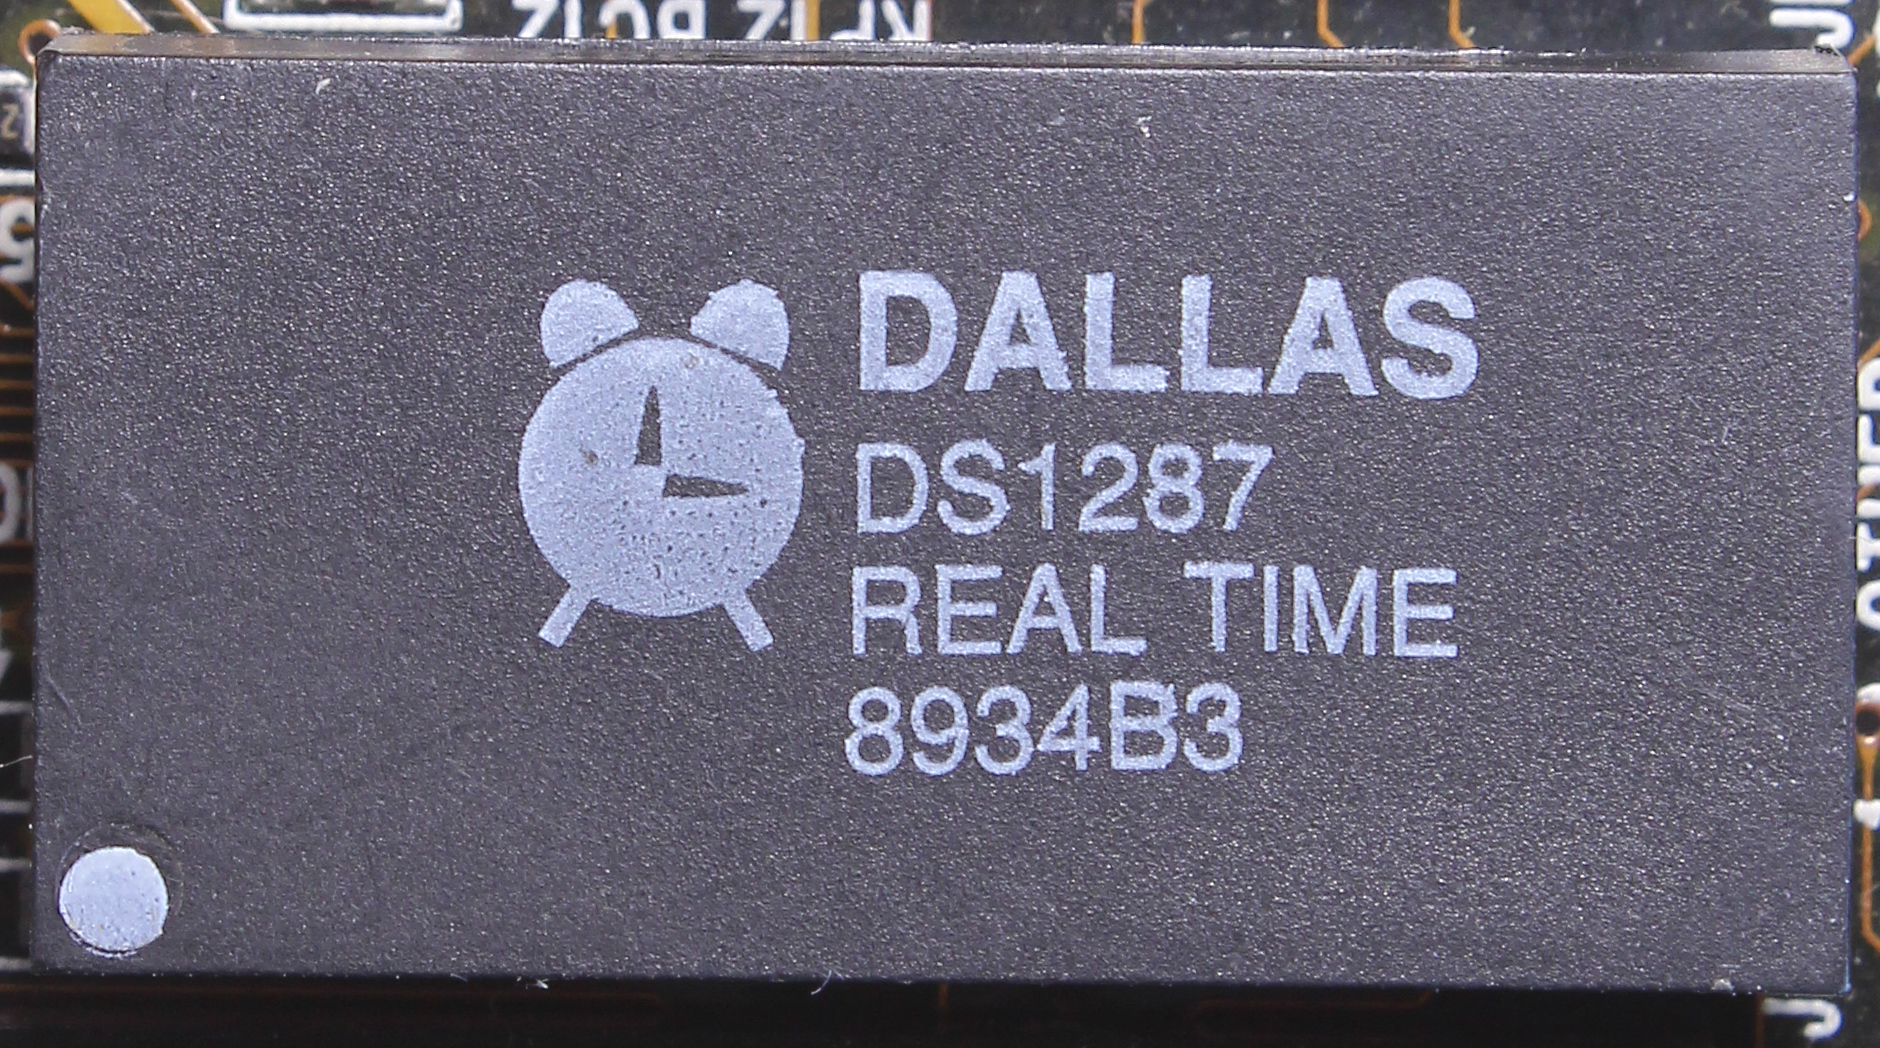 DALLAS
DS1287
REAL TIME
8934B3